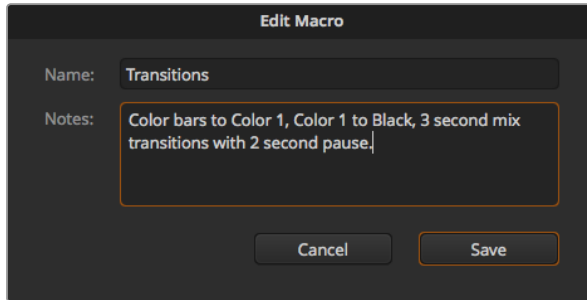 Edit Macro
Name: Transitions
Notes: Color bars to Color 1, Color 1 to Black, 3 second mix
transitions with 2 second pause.
Cancel Save